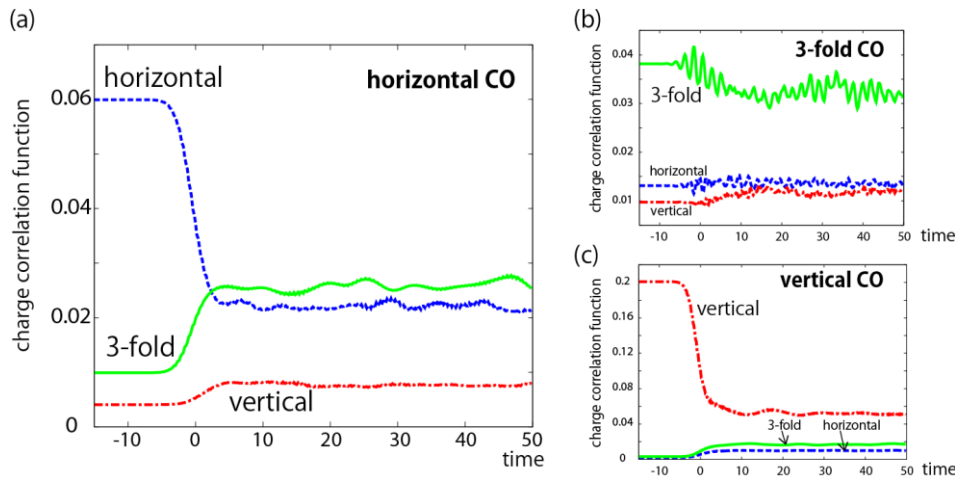 (a)
horizontal CO
horizontal
3-fold
vertical
charge correlation function
0.06
0.04
0.02
0
-10
0
10
20
30
40
50
time
(b)
3-fold CO
3-fold
horizontal
vertical
charge correlation function
0.04
0.03
0.02
0.01
-10
0
10
20
30
40
50
time
(c)
vertical CO
vertical
3-fold
horizontal
charge correlation function
0.2
0.16
0.12
0.08
0.04
0
-10
0
10
20
30
40
50
time